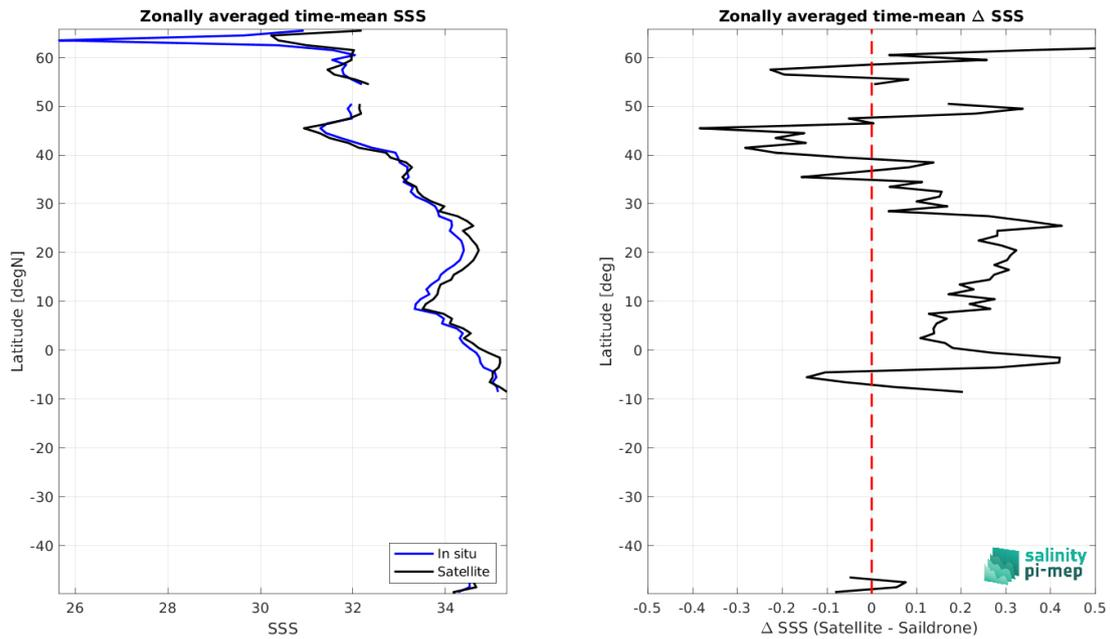 Zonally averaged time-mean SSS
60
50
40
30
20
10
0
-10
-20
-30
-40
Latitude [degN]
26 28 30 32 34
SSS
In situ
Satellite
Zonally averaged time-mean Δ SSS
60
50
40
30
20
10
0
-10
-20
-30
-40
Latitude [deg]
-0.5 -0.4 -0.3 -0.2 -0.1 0 0.1 0.2 0.3 0.4 0.5
Δ SSS (Satellite - Saildrone)
salinity
pi-mep